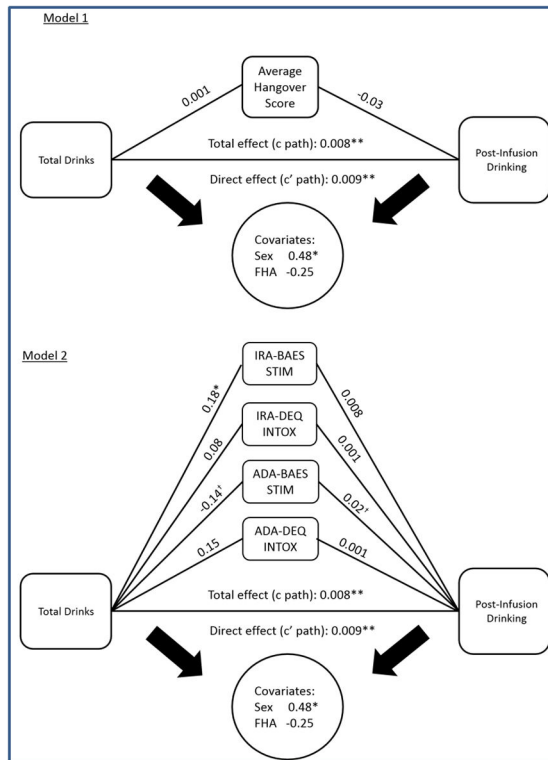 Model 1
Average
Hangover
Score
0.001
-0.03
Total Drinks
Total effect (c path): 0.008**
Post-Infusion
Drinking
Direct effect (c’ path): 0.009**
Covariates:
Sex 0.48*
FHA -0.25
Model 2
IRA-BAES
STIM
0.18*
0.008
IRA-DEQ
INTOX
0.08
0.001
ADA-BAES
STIM
-0.14†
0.02†
ADA-DEQ
INTOX
0.15
0.001
Total Drinks
Total effect (c path): 0.008**
Post-Infusion
Drinking
Direct effect (c’ path): 0.009**
Covariates:
Sex 0.48*
FHA -0.25